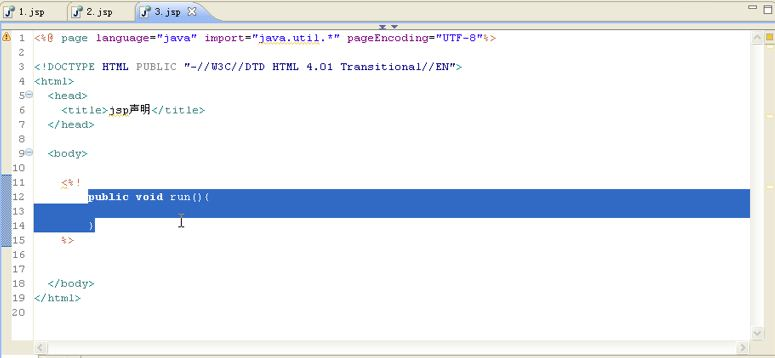 1.jsp 2.jsp 3.jsp
1 <%@ page language="java" import="java.util.*" pageEncoding="UTF-8"%>
2
3 <!DOCTYPE HTML PUBLIC "-//W3C//DTD HTML 4.01 Transitional//EN">
4 <html>
5 <head>
6 <title>jsp声明</title>
7 </head>
8
9 <body>
10
11 <%!
12 public void run(){
13
14 }
15 %>
16
17
18 </body>
19 </html>
20